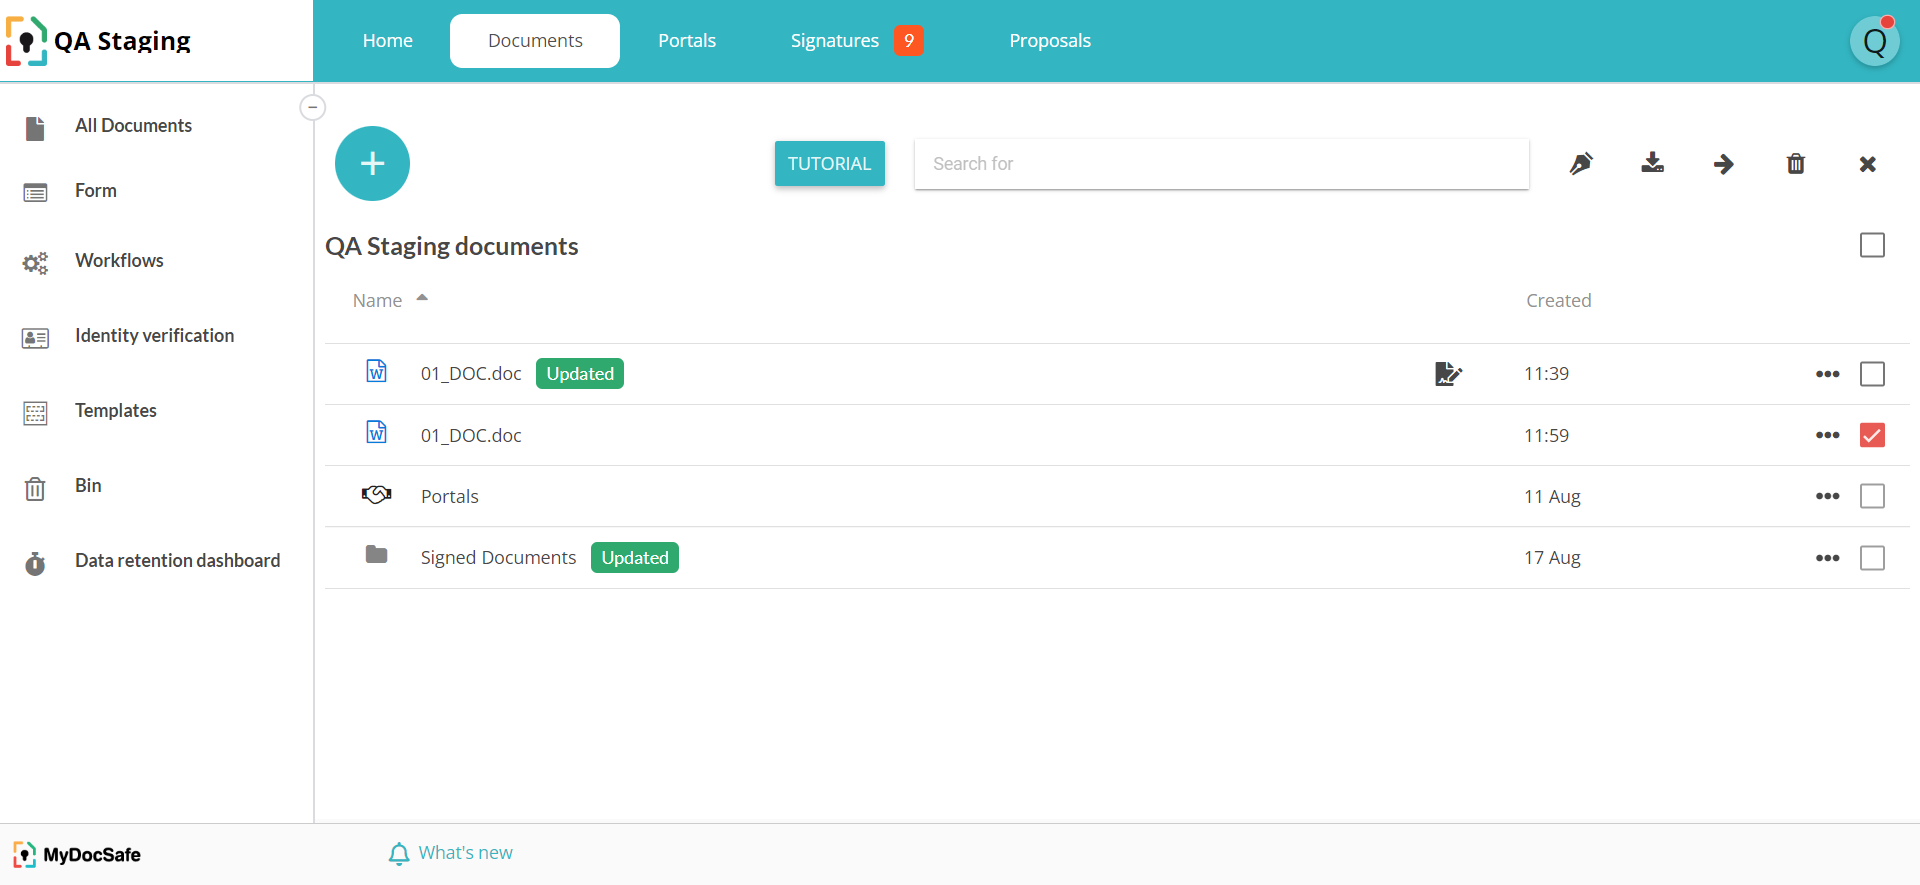 QA Staging
Home
Documents
Portals
Signatures 9
Proposals
Q
All Documents
Form
Workflows
Identity verification
Templates
Bin
Data retention dashboard
TUTORIAL
Search for
QA Staging documents
Name Created
01_DOC.doc Updated 11:39
01_DOC.doc 11:59
Portals 11 Aug
Signed Documents Updated 17 Aug
MyDocSafe
What's new